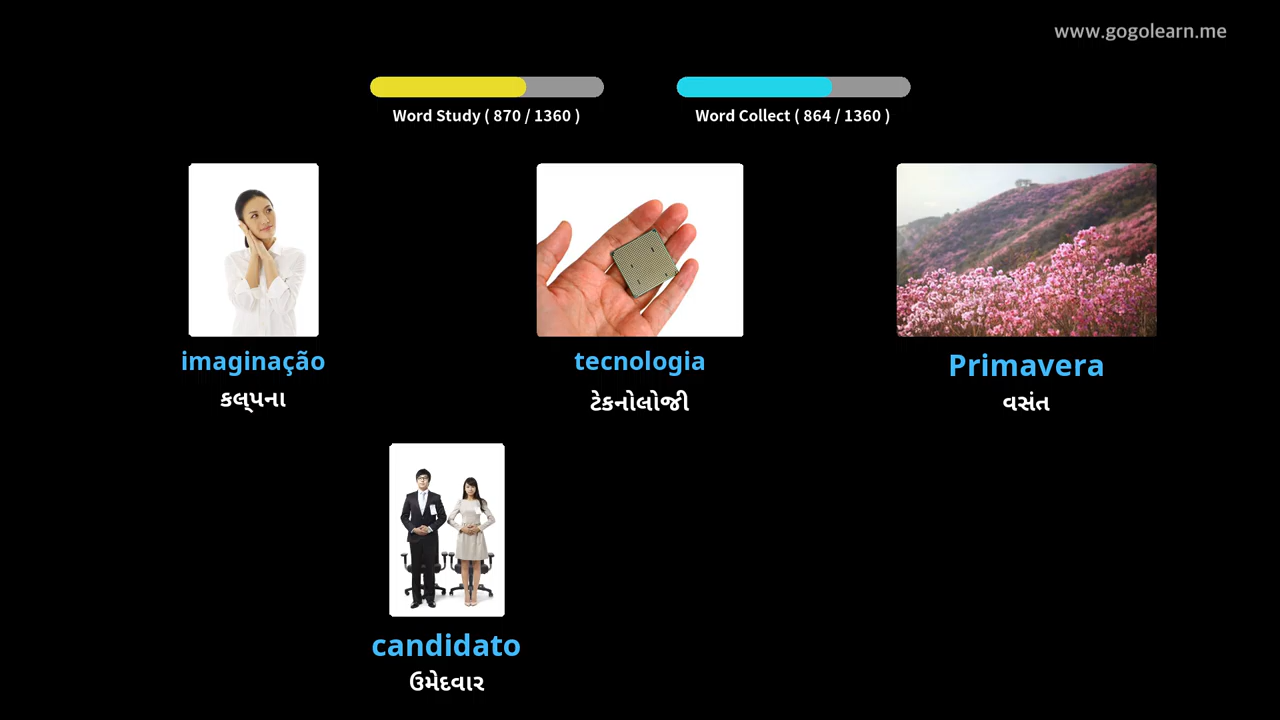 www.gogolearn.me
Word Study ( 870 / 1360 )
Word Collect ( 864 / 1360 )
imaginação
કલ્પના
tecnologia
ટેકનોલોજી
Primavera
વસંત
candidato
ઉમેદવાર